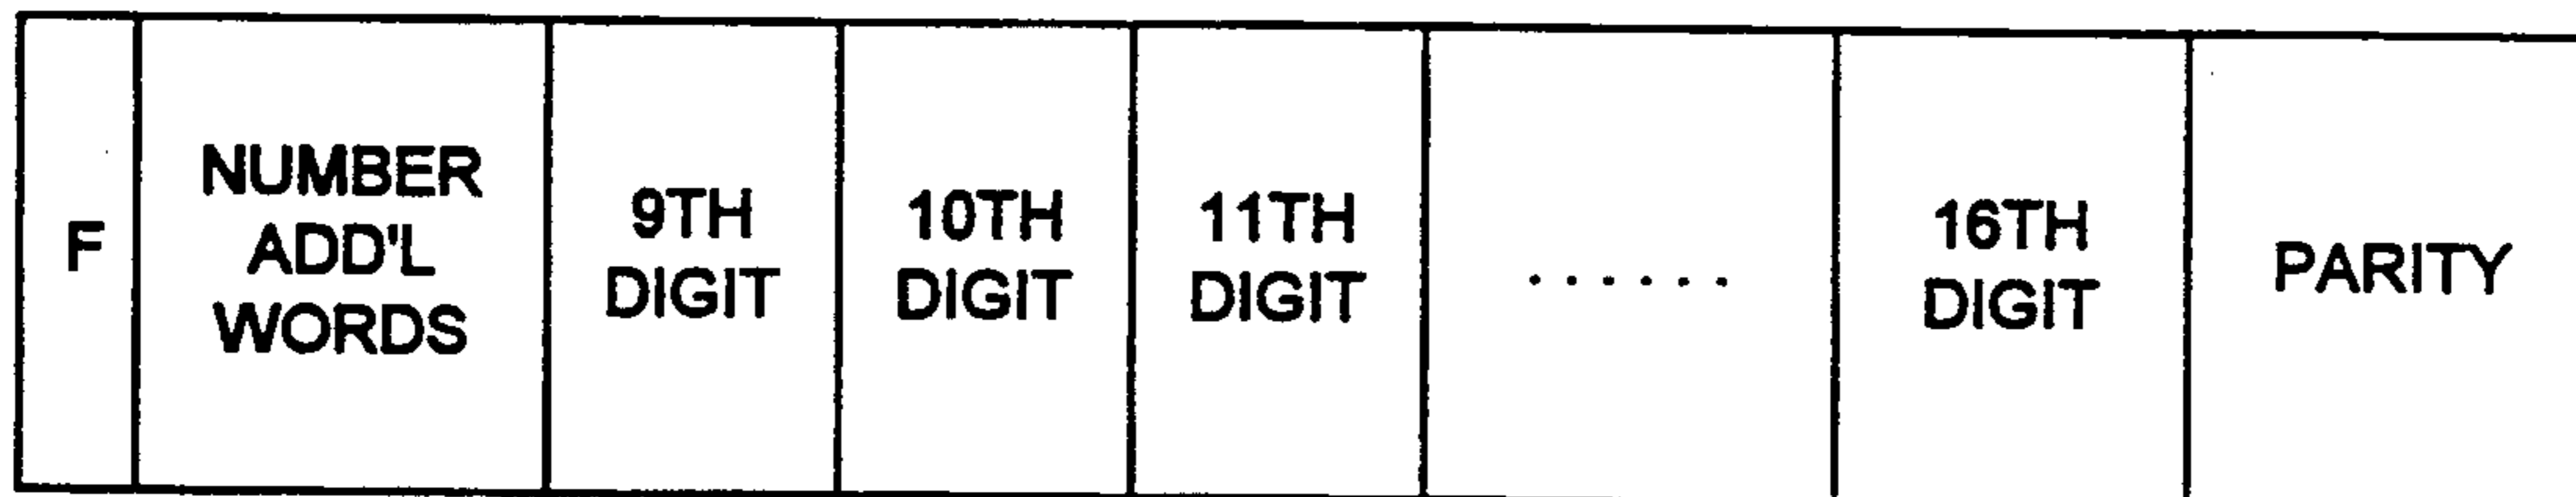 F
NUMBER
ADD'L
WORDS
9TH
DIGIT
10TH
DIGIT
11TH
DIGIT
. . . . . .
16TH
DIGIT
PARITY